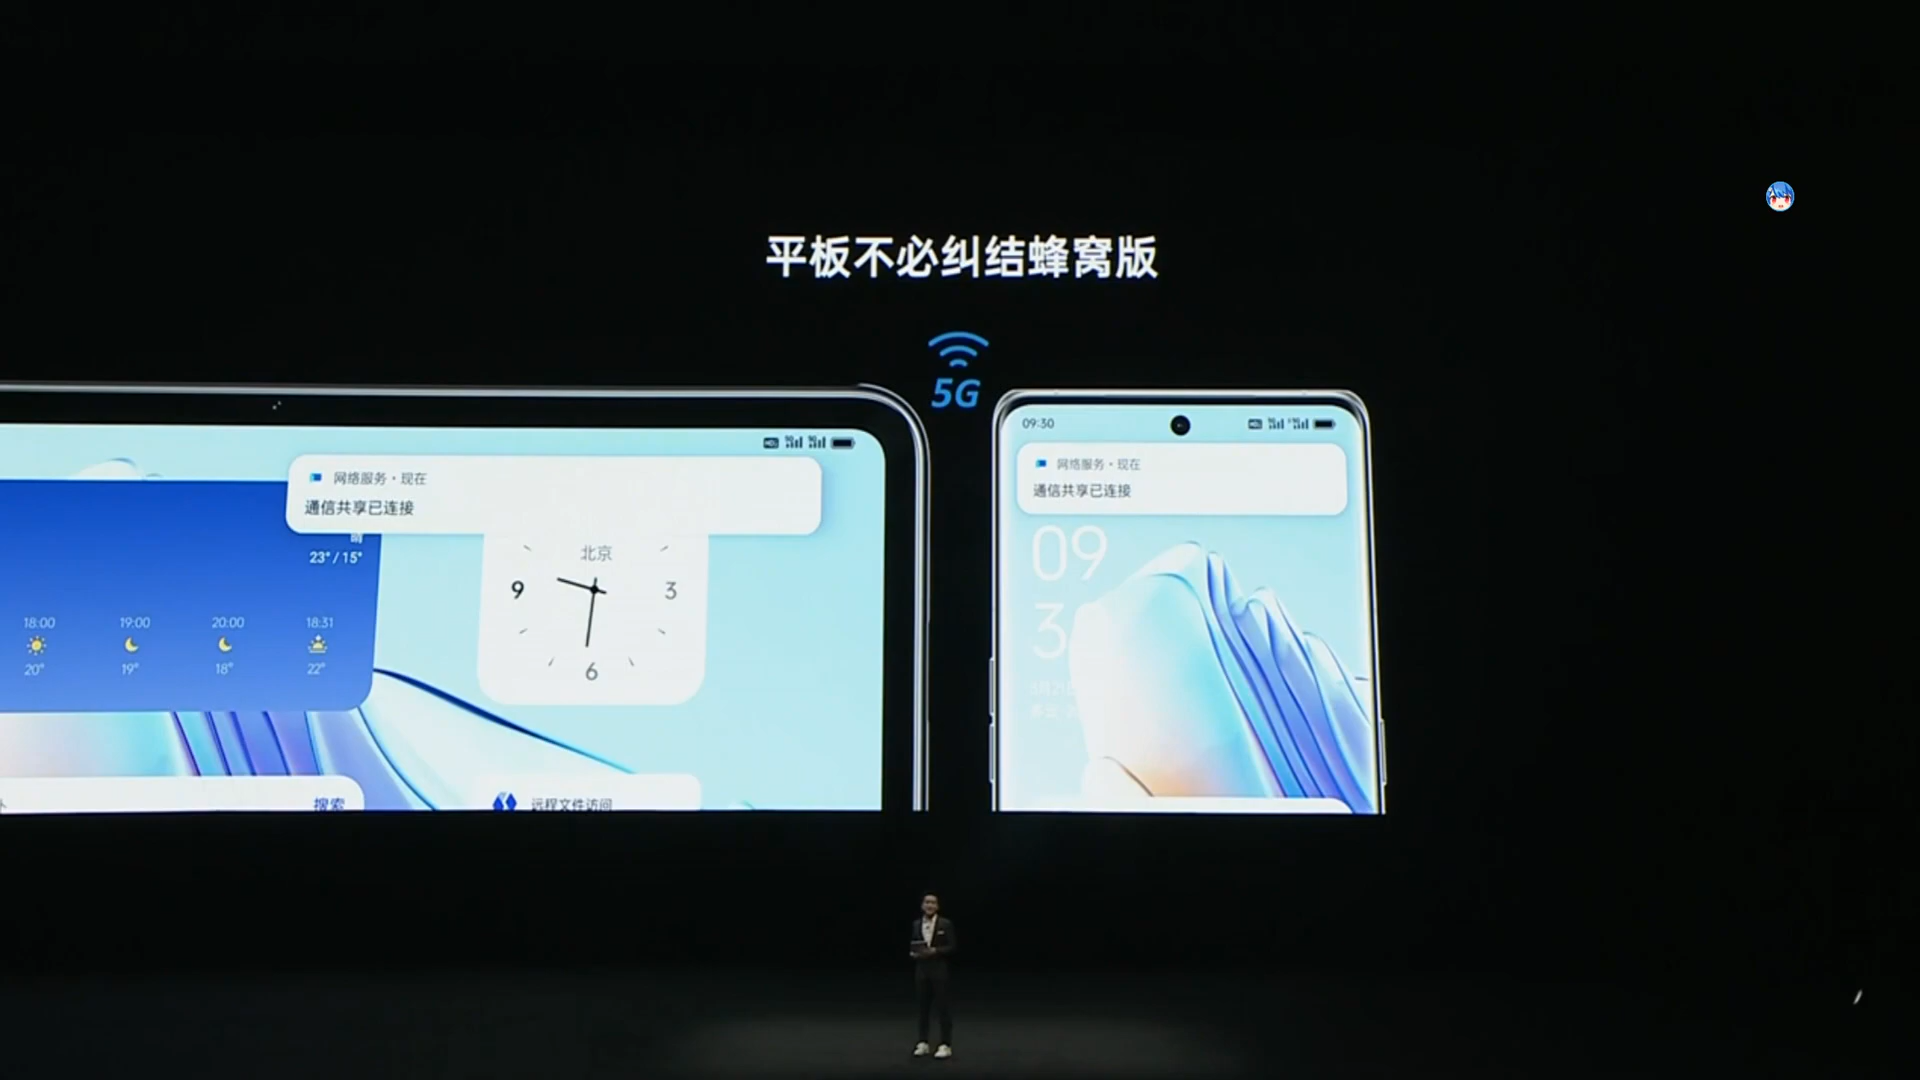 平板不必纠结蜂窝版
5G
网络服务・现在
通信共享已连接
晴
23°/15°
18:00
19:00
20:00
18:31
20°
19°
18°
22°
北京
9
3
6
搜索
远程文件访问
09:30
网络服务・现在
通信共享已连接
09
3